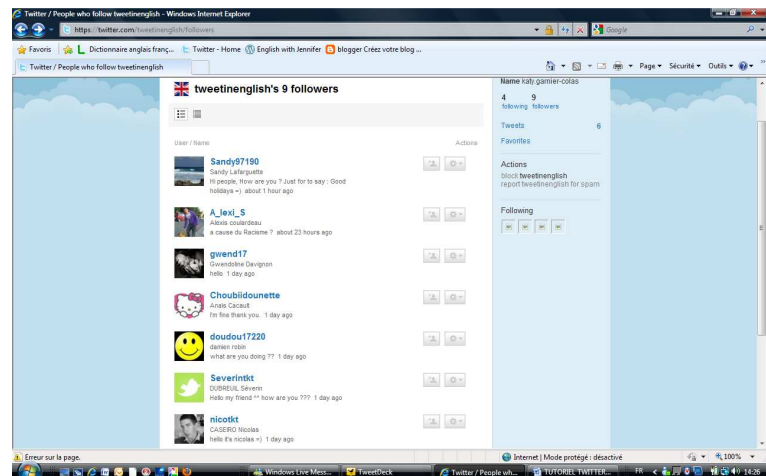 Twitter / People who follow tweetinenglish - Windows Internet Explorer
https://twitter.com/tweetinenglish/followers
Google
Favoris
Dictionnaire anglais franç...
Twitter - Home
English with Jennifer
blogger Créez votre blog ...
Twitter / People who follow tweetinenglish
Page
Sécurité
Outils
tweetinenglish's 9 followers
User / Name
Actions
Sandy97190
Sandy Lafarguette
Hi people, How are you ? Just for to say : Good
holidays =) about 1 hour ago
A_lexi_S
Alexis coulardeau
a cause du Racisme ? about 23 hours ago
gwend17
Gwendoline Davignon
hello 1 day ago
Choubiidounette
Anais Cacault
I'm fine thank you. 1 day ago
doudou17220
damien robin
what are you doing ?? 1 day ago
Severintkt
DUBREUIL Séverin
Hello my friend ^^ how are you ??? 1 day ago
nicotkt
CASERO Nicolas
hello it's nicolas =) 1 day ago
Name katy.garnier-colas
4 9
following followers
Tweets 6
Favorites
Actions
block tweetinenglish
report tweetinenglish for spam
Following
Erreur sur la page.
Internet | Mode protégé : désactivé
100%
Windows Live Mess...
TweetDeck
Twitter / People wh...
TUTORIEL TWITTER...
FR
14:26